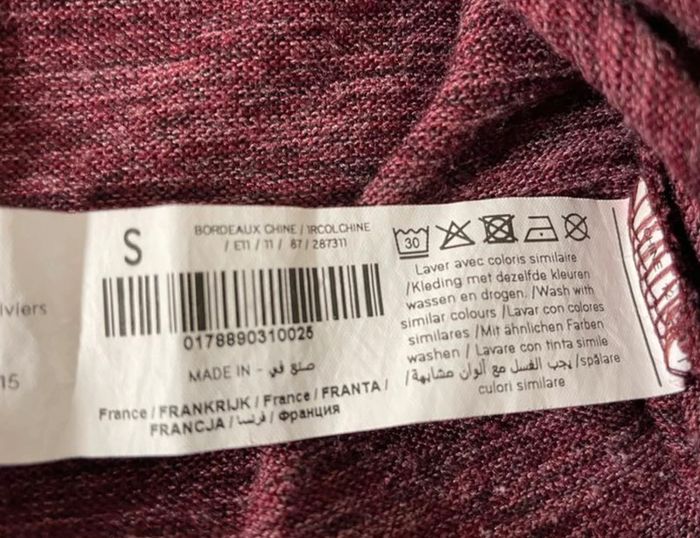 lviers
15
S
BORDEAUX CHINE / IRCOLCHINE
/ E11 / 11 / 87 / 287311
0178890310025
MADE IN - صنع في
France / FRANKRIJK / France / FRANTA /
FRANCJA / فرنسا / ФРАНЦИЯ
30
Laver avec coloris similaire
/Kleding met dezelfde kleuren
wassen en drogen. /Wash with
similar colours /Lavar con colores
similares /Mit ähnlichen Farben
washen / Lavare con tinta simile
/يجب الغسل مع ألوان مشابهة /spălare
culori similare